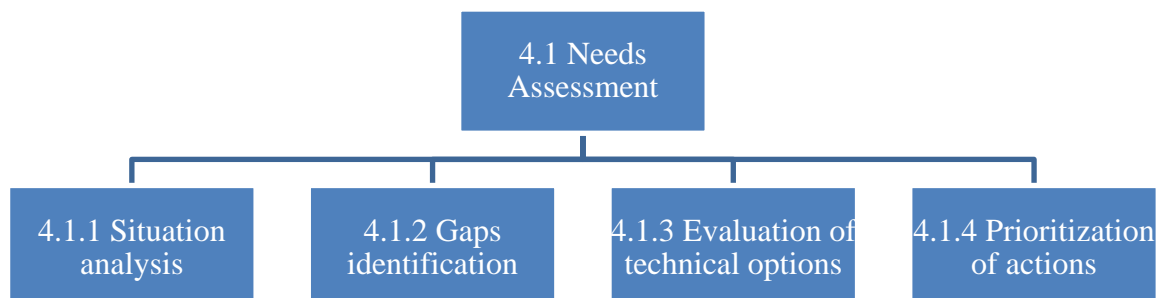 4.1 Needs
Assessment
4.1.1 Situation
analysis
4.1.2 Gaps
identification
4.1.3 Evaluation of
technical options
4.1.4 Prioritization
of actions